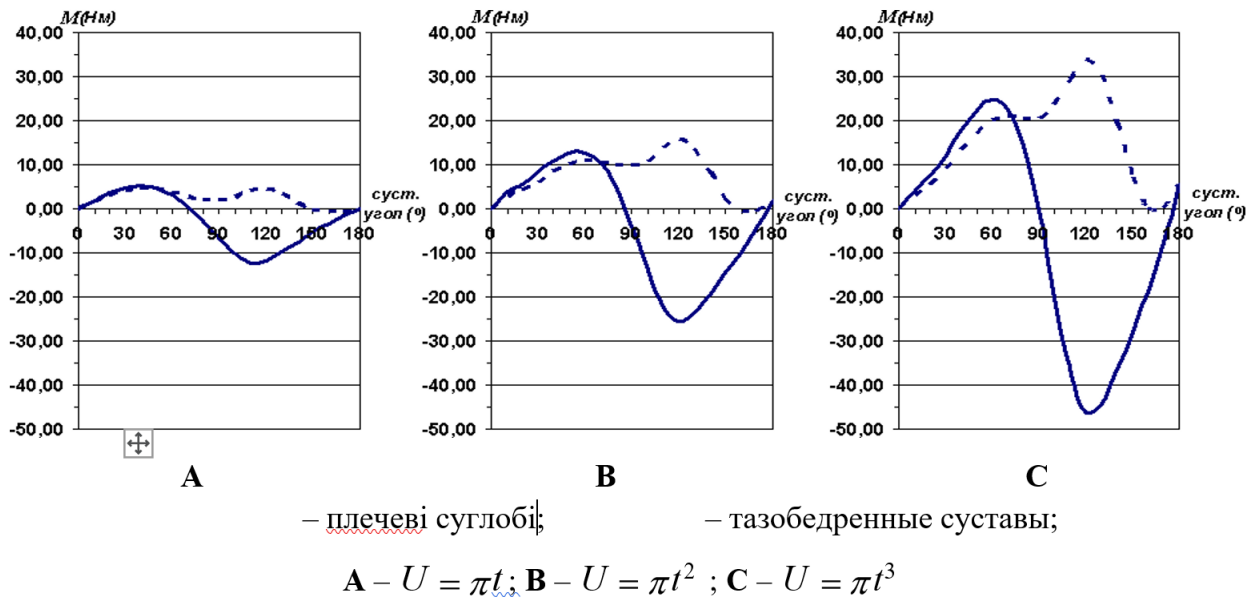 M(Нм) M(Нм) M(Нм)
40,00 40,00 40,00
30,00 30,00 30,00
20,00 20,00 20,00
10,00 10,00 10,00
суст. суст. суст.
0,00 угол (º) 0,00 угол (º) 0,00 угол (º)
0 30 60 90 120 150 180 0 30 60 90 120 150 180 0 30 60 90 120 150 180
-10,00 -10,00 -10,00
-20,00 -20,00 -20,00
-30,00 -30,00 -30,00
-40,00 -40,00 -40,00
-50,00 -50,00 -50,00
A B C
– плечеві суглобі; – тазобедренные суставы;
A – U = πt; B – U = πt² ; C – U = πt³